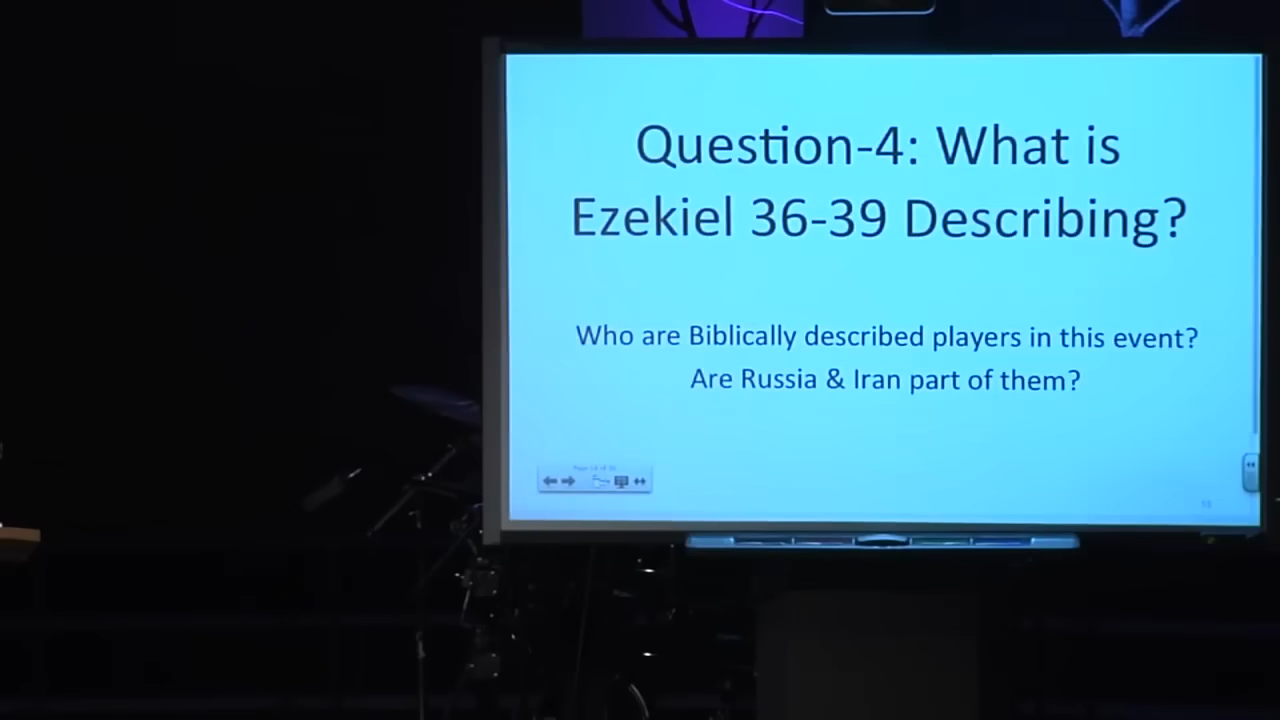 Question-4: What is
Ezekiel 36-39 Describing?
Who are Biblically described players in this event?
Are Russia & Iran part of them?